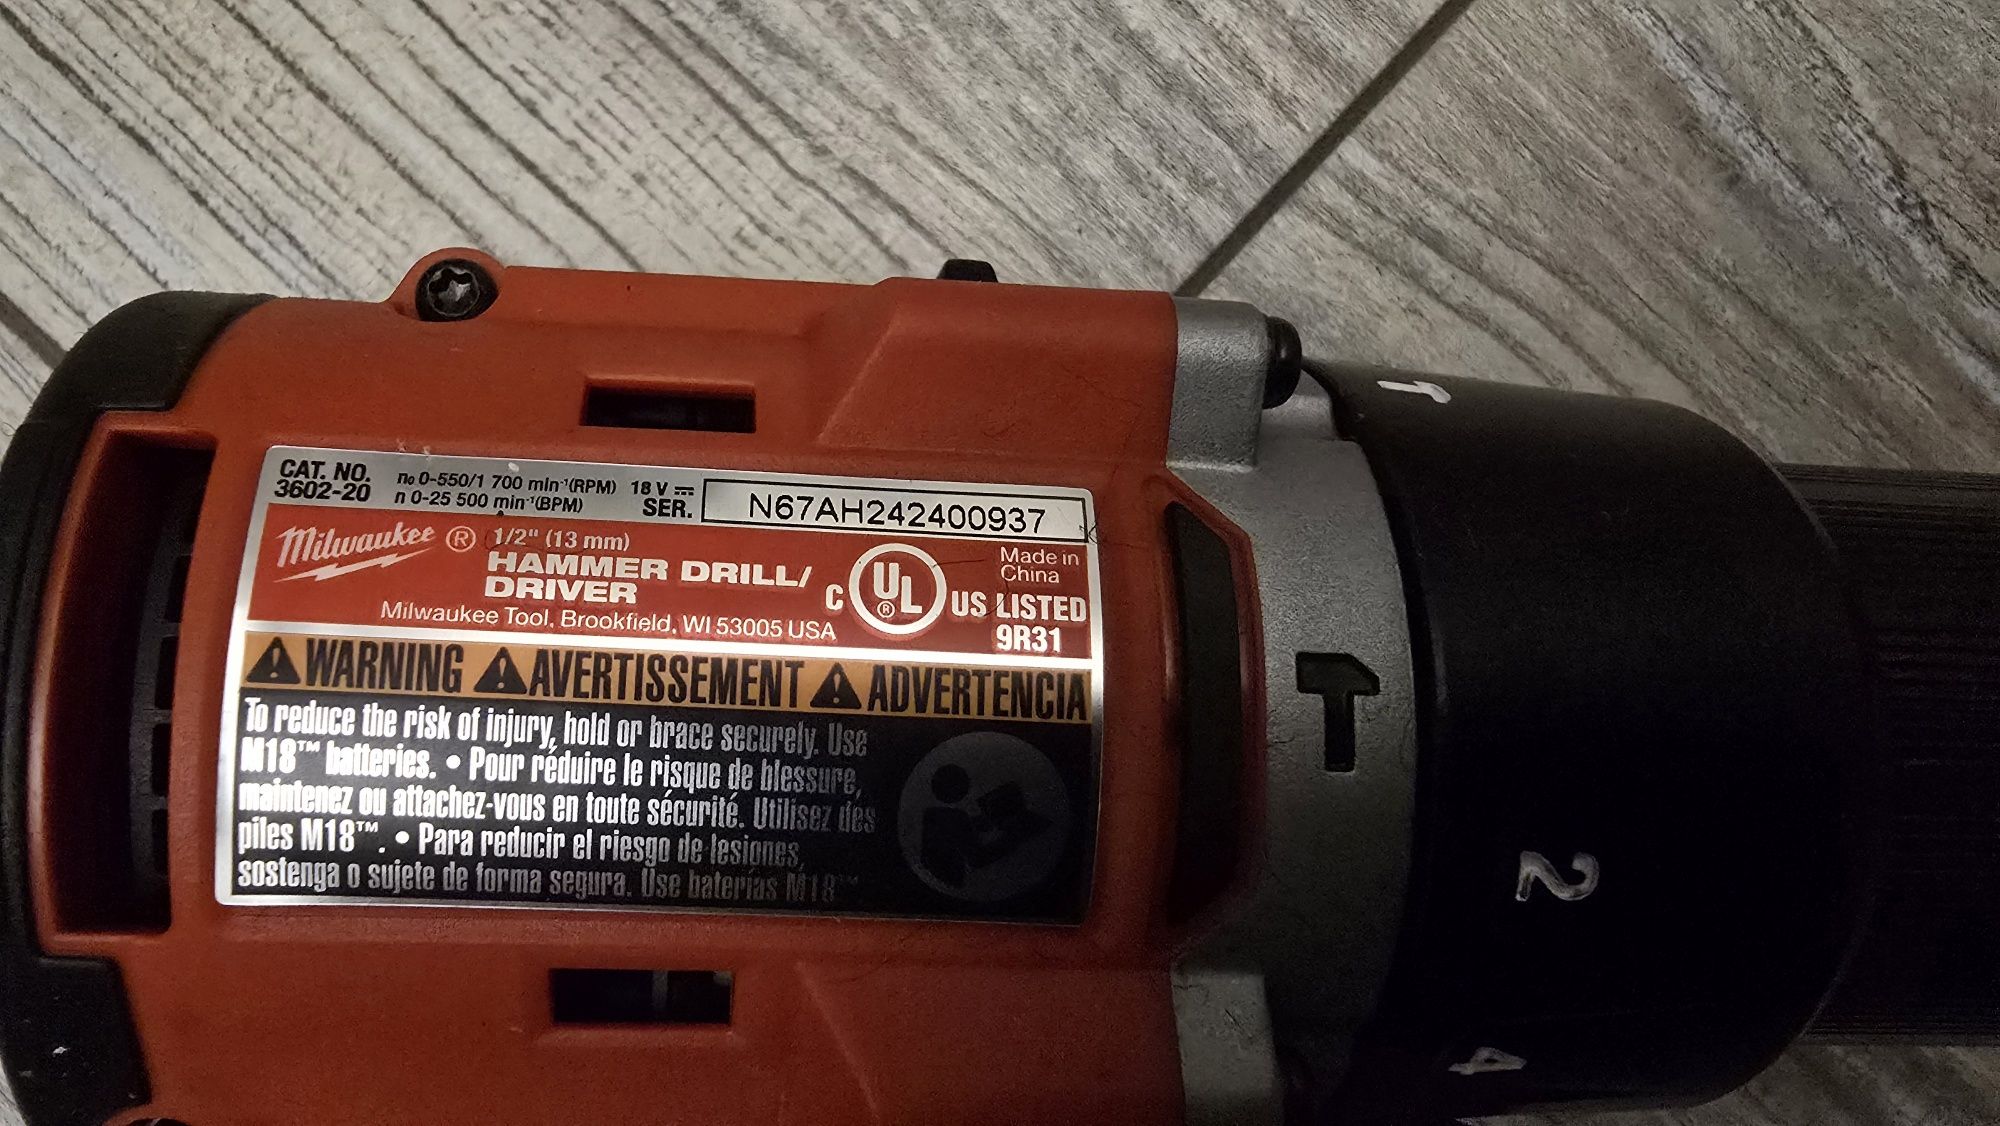 CAT. NO.
3602-20
n₀ 0-550/1 700 min⁻¹(RPM) 18 V ⎓
n 0-25 500 min⁻¹(BPM) SER.
N67AH242400937
Milwaukee ®
1/2" (13 mm)
HAMMER DRILL/
DRIVER
Milwaukee Tool, Brookfield, WI 53005 USA
C UL ® US LISTED
9R31
Made in
China
⚠WARNING ⚠AVERTISSEMENT ⚠ADVERTENCIA
To reduce the risk of injury, hold or brace securely. Use
M18™ batteries. • Pour réduire le risque de blessure,
maintenez ou attachez-vous en toute sécurité. Utilisez des
piles M18™ . • Para reducir el riesgo de lesiones,
sostenga o sujete de forma segura. Use baterías M18™
2
4